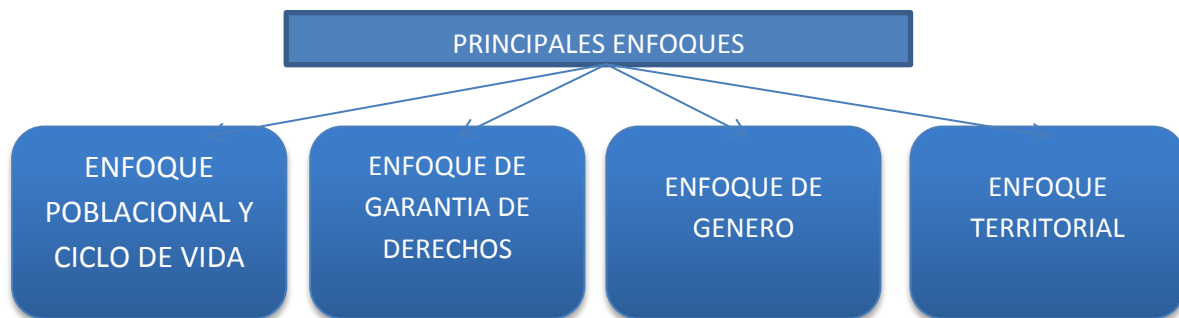 PRINCIPALES ENFOQUES
ENFOQUE
POBLACIONAL Y
CICLO DE VIDA
ENFOQUE DE
GARANTIA DE
DERECHOS
ENFOQUE DE
GENERO
ENFOQUE
TERRITORIAL